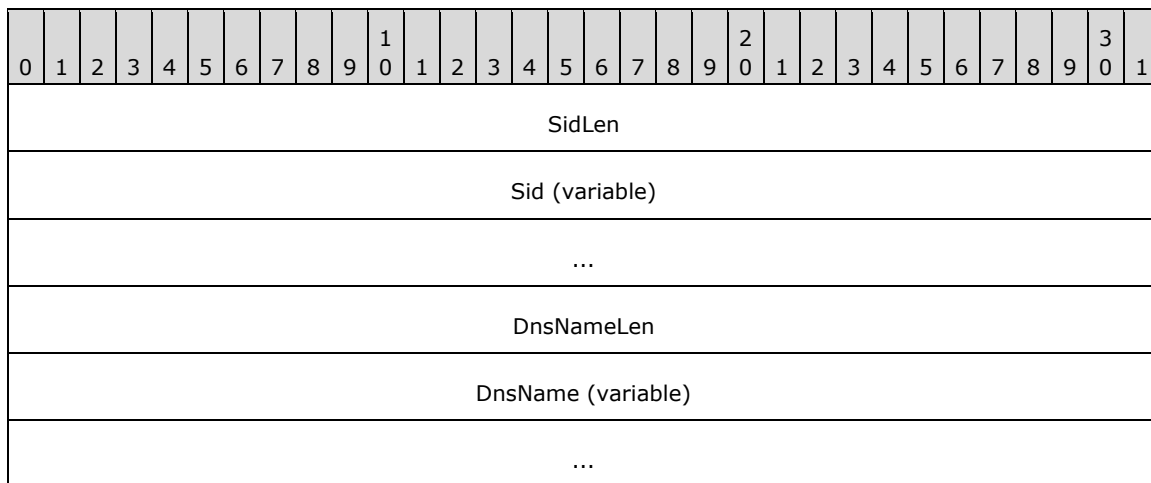 1 2 3
0 1 2 3 4 5 6 7 8 9 0 1 2 3 4 5 6 7 8 9 0 1 2 3 4 5 6 7 8 9 0 1
SidLen
Sid (variable)
...
DnsNameLen
DnsName (variable)
...